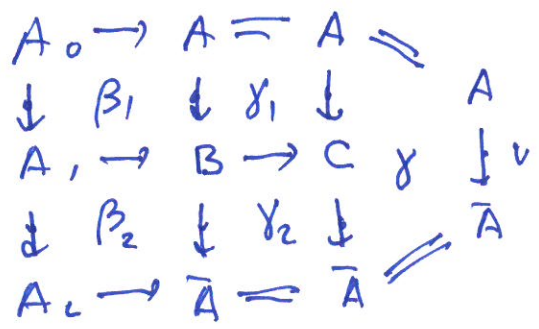 A₀ → A = A
↓ β₁ ↓ γ₁ ↓ A
A₁ → B → C γ ↓ v
↓ β₂ ↓ γ₂ ↓ Ā
A₂ → Ā = Ā